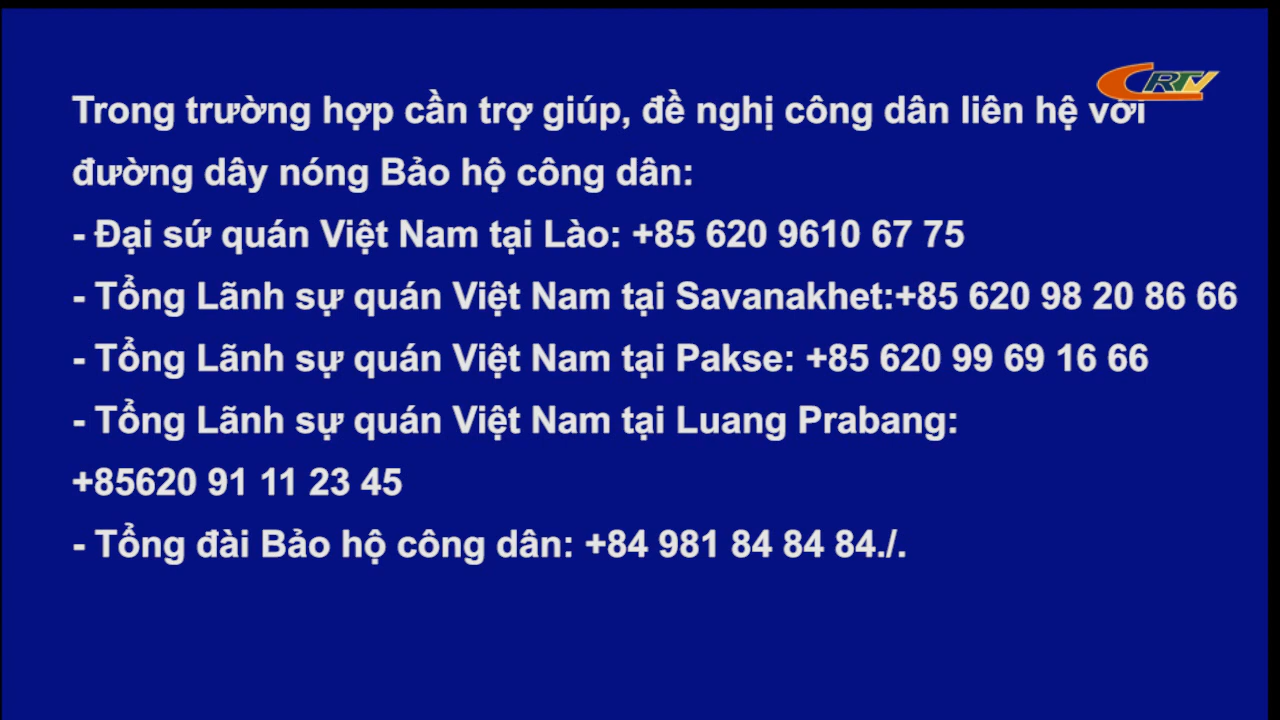 CRTV
Trong trường hợp cần trợ giúp, đề nghị công dân liên hệ với
đường dây nóng Bảo hộ công dân:
- Đại sứ quán Việt Nam tại Lào: +85 620 9610 67 75
- Tổng Lãnh sự quán Việt Nam tại Savanakhet:+85 620 98 20 86 66
- Tổng Lãnh sự quán Việt Nam tại Pakse: +85 620 99 69 16 66
- Tổng Lãnh sự quán Việt Nam tại Luang Prabang:
+85620 91 11 23 45
- Tổng đài Bảo hộ công dân: +84 981 84 84 84./.